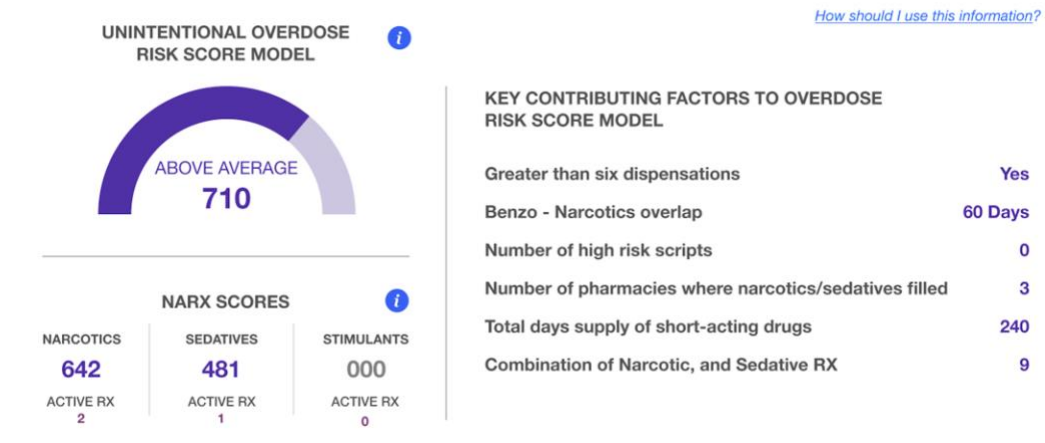 How should I use this information?
UNINTENTIONAL OVERDOSE
RISK SCORE MODEL
i
ABOVE AVERAGE
710
NARX SCORES
i
NARCOTICS
642
ACTIVE RX
2
SEDATIVES
481
ACTIVE RX
1
STIMULANTS
000
ACTIVE RX
0
KEY CONTRIBUTING FACTORS TO OVERDOSE
RISK SCORE MODEL
Greater than six dispensations Yes
Benzo - Narcotics overlap 60 Days
Number of high risk scripts 0
Number of pharmacies where narcotics/sedatives filled 3
Total days supply of short-acting drugs 240
Combination of Narcotic, and Sedative RX 9